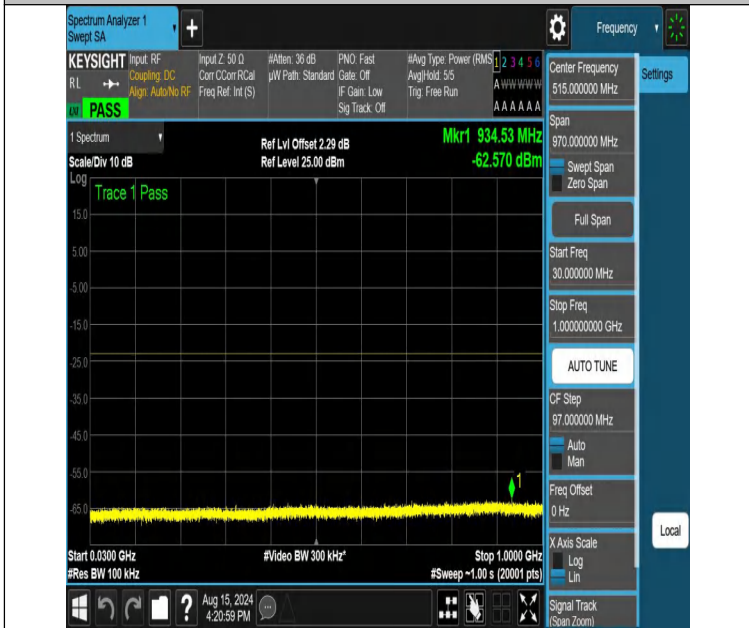 Spectrum Analyzer 1
Swept SA
Frequency
KEYSIGHT
RL
PASS
Input: RF
Coupling: DC
Align: Auto/No RF
Input Z: 50 Ω
Corr CCorr RCal
Freq Ref: Int (S)
#Atten: 36 dB
µW Path: Standard
PNO: Fast
Gate: Off
IF Gain: Low
Sig Track: Off
#Avg Type: Power (RMS
Avg|Hold: 5/5
Trig: Free Run
1 2 3 4 5 6
A W W W W W
A A A A A A
1 Spectrum
Scale/Div 10 dB
Ref Lvl Offset 2.29 dB
Ref Level 25.00 dBm
Mkr1 934.53 MHz
-62.570 dBm
Log
Trace 1 Pass
15.0
5.00
-5.00
-15.0
-25.0
-35.0
-45.0
-55.0
-65.0
1
Start 0.0300 GHz
#Res BW 100 kHz
#Video BW 300 kHz*
Stop 1.0000 GHz
#Sweep ~1.00 s (20001 pts)
Center Frequency
515.000000 MHz
Settings
Span
970.000000 MHz
Swept Span
Zero Span
Full Span
Start Freq
30.000000 MHz
Stop Freq
1.000000000 GHz
AUTO TUNE
CF Step
97.000000 MHz
Auto
Man
Freq Offset
0 Hz
X Axis Scale
Log
Lin
Local
Signal Track
(Span Zoom)
?
Aug 15, 2024
4:20:59 PM